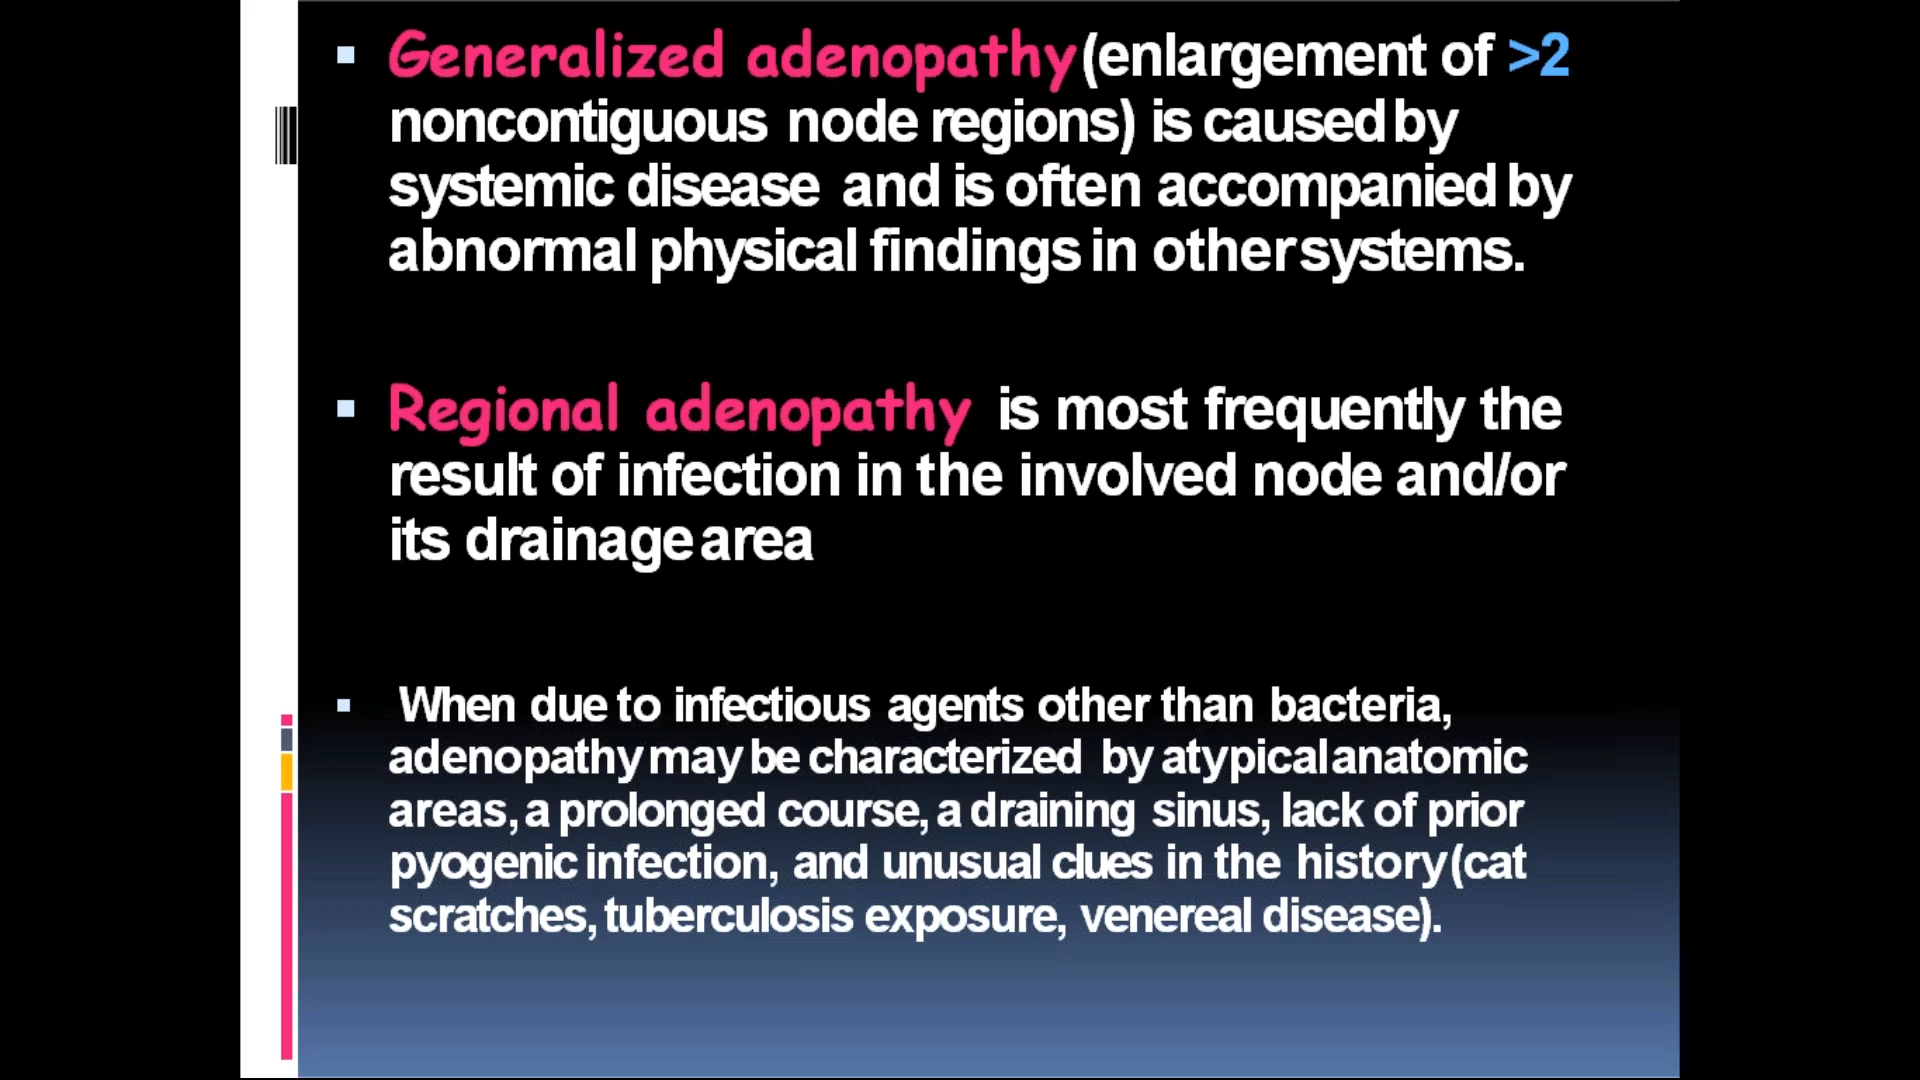 Generalized adenopathy(enlargement of >2
noncontiguous node regions) is caused by
systemic disease and is often accompanied by
abnormal physical findings in other systems.
Regional adenopathy is most frequently the
result of infection in the involved node and/or
its drainage area
When due to infectious agents other than bacteria,
adenopathy may be characterized by atypical anatomic
areas, a prolonged course, a draining sinus, lack of prior
pyogenic infection, and unusual clues in the history(cat
scratches, tuberculosis exposure, venereal disease).